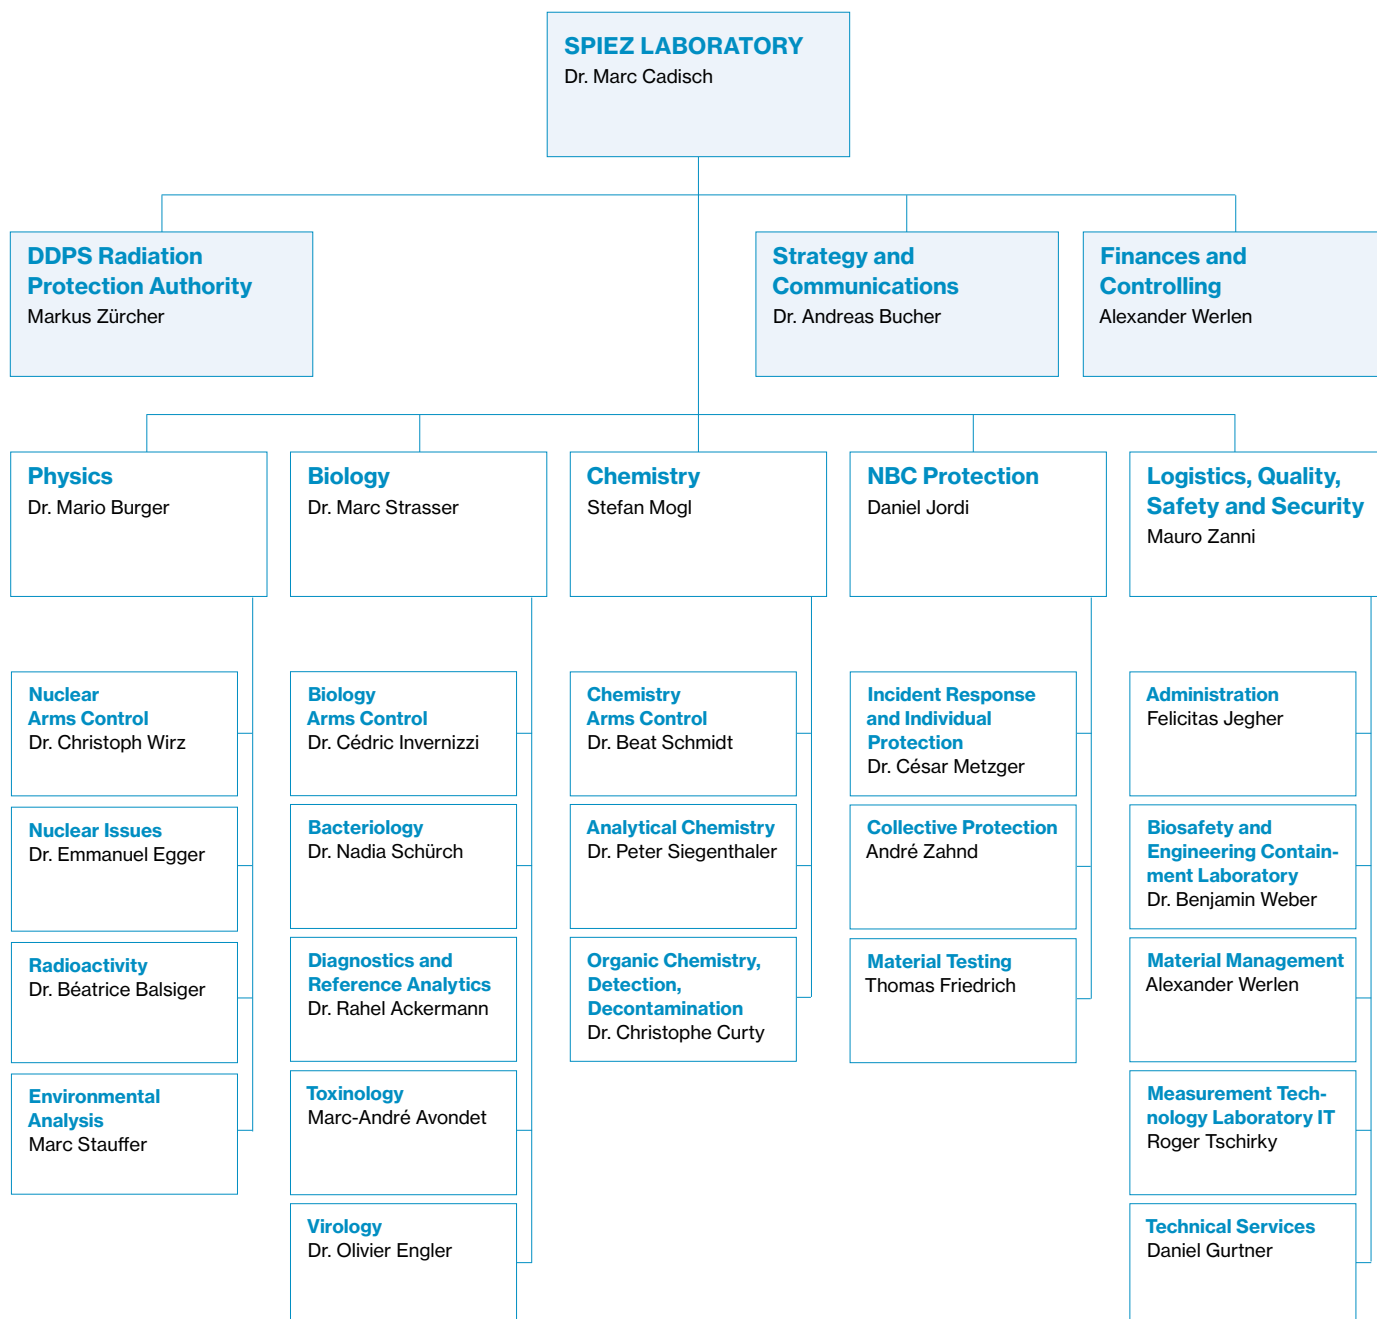 SPIEZ LABORATORY
Dr. Marc Cadisch
DDPS Radiation
Protection Authority
Markus Zürcher
Strategy and
Communications
Dr. Andreas Bucher
Finances and
Controlling
Alexander Werlen
Physics
Dr. Mario Burger
Biology
Dr. Marc Strasser
Chemistry
Stefan Mogl
NBC Protection
Daniel Jordi
Logistics, Quality,
Safety and Security
Mauro Zanni
Nuclear
Arms Control
Dr. Christoph Wirz
Nuclear Issues
Dr. Emmanuel Egger
Radioactivity
Dr. Béatrice Balsiger
Environmental
Analysis
Marc Stauffer
Biology
Arms Control
Dr. Cédric Invernizzi
Bacteriology
Dr. Nadia Schürch
Diagnostics and
Reference Analytics
Dr. Rahel Ackermann
Toxinology
Marc-André Avondet
Virology
Dr. Olivier Engler
Chemistry
Arms Control
Dr. Beat Schmidt
Analytical Chemistry
Dr. Peter Siegenthaler
Organic Chemistry,
Detection,
Decontamination
Dr. Christophe Curty
Incident Response
and Individual
Protection
Dr. César Metzger
Collective Protection
André Zahnd
Material Testing
Thomas Friedrich
Administration
Felicitas Jegher
Biosafety and
Engineering Contain-
ment Laboratory
Dr. Benjamin Weber
Material Management
Alexander Werlen
Measurement Tech-
nology Laboratory IT
Roger Tschirky
Technical Services
Daniel Gurtner